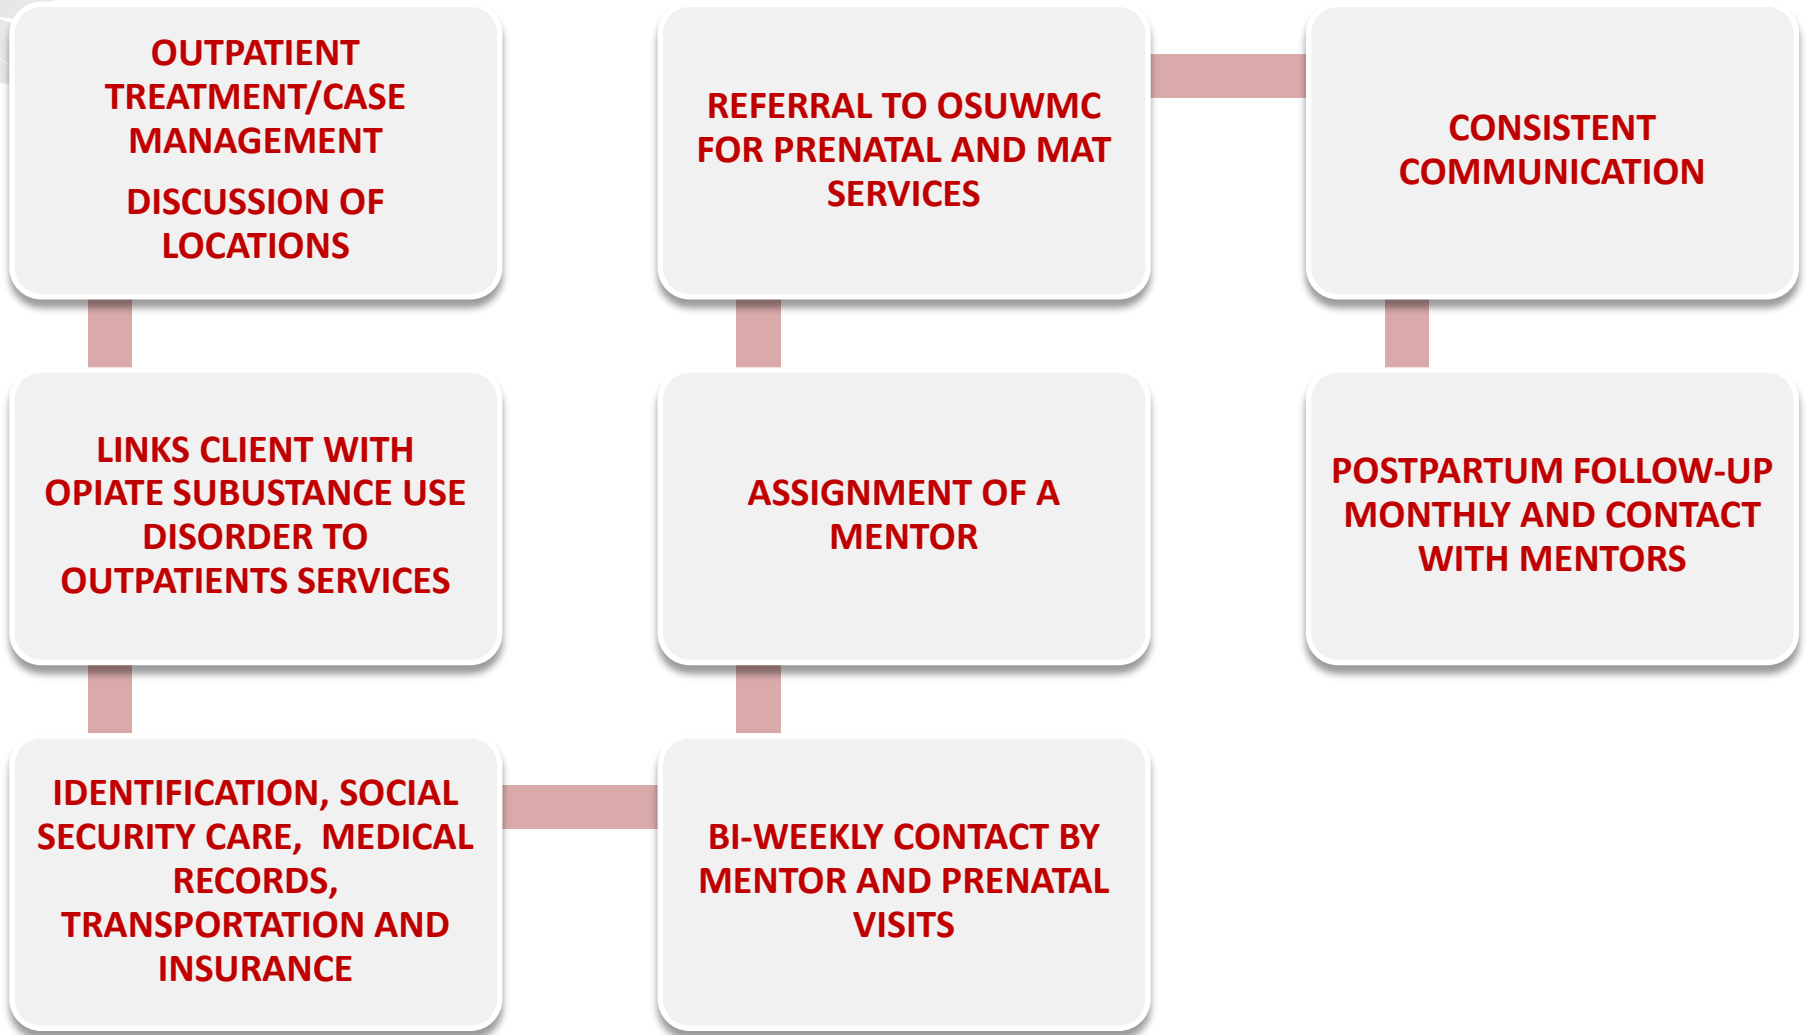 OUTPATIENT
TREATMENT/CASE
MANAGEMENT
DISCUSSION OF
LOCATIONS
LINKS CLIENT WITH
OPIATE SUBUSTANCE USE
DISORDER TO
OUTPATIENTS SERVICES
IDENTIFICATION, SOCIAL
SECURITY CARE, MEDICAL
RECORDS,
TRANSPORTATION AND
INSURANCE
BI-WEEKLY CONTACT BY
MENTOR AND PRENATAL
VISITS
ASSIGNMENT OF A
MENTOR
REFERRAL TO OSUWMC
FOR PRENATAL AND MAT
SERVICES
CONSISTENT
COMMUNICATION
POSTPARTUM FOLLOW-UP
MONTHLY AND CONTACT
WITH MENTORS